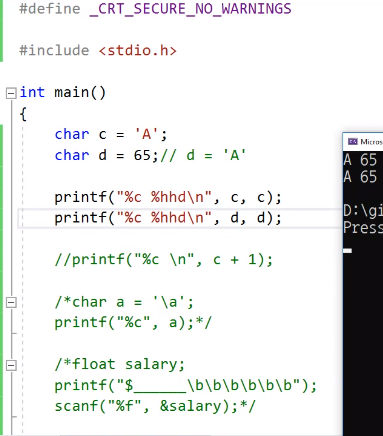 #define _CRT_SECURE_NO_WARNINGS
#include <stdio.h>
int main()
{
char c = 'A';
char d = 65;// d = 'A'
printf("%c %hhd\n", c, c);
printf("%c %hhd\n", d, d);
//printf("%c \n", c + 1);
/*char a = '\a';
printf("%c", a);*/
/*float salary;
printf("$______\b\b\b\b\b\b");
scanf("%f", &salary);*/
Micros
A 65
A 65
D:\gi
Press